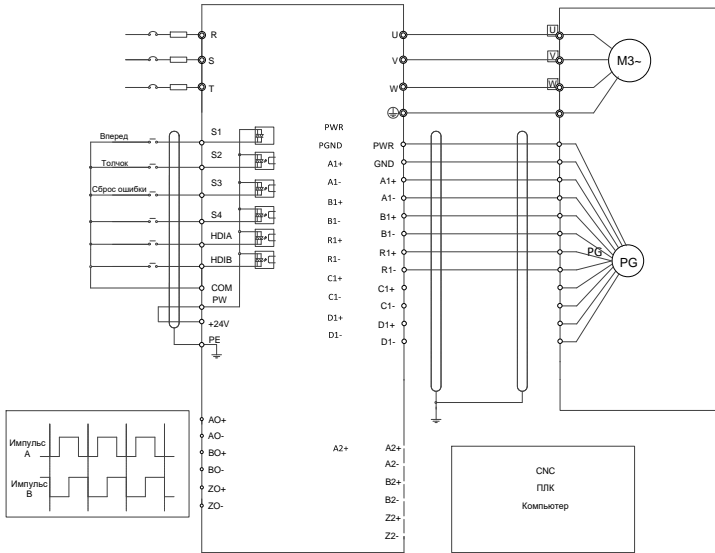 R
S
T
U
V
W
U
V
W
M3~
Вперед
Толчок
Сброс ошибки
S1
S2
S3
S4
HDIA
HDIB
COM
PW
+24V
PE
PWR
PGND
A1+
A1-
B1+
B1-
R1+
R1-
C1+
C1-
D1+
D1-
PWR
GND
A1+
A1-
B1+
B1-
R1+
R1-
C1+
C1-
D1+
D1-
PG
PG
Импульс
A
Импульс
B
AO+
AO-
BO+
BO-
ZO+
ZO-
A2+
A2+
A2-
B2+
B2-
Z2+
Z2-
CNC
ПЛК
Компьютер